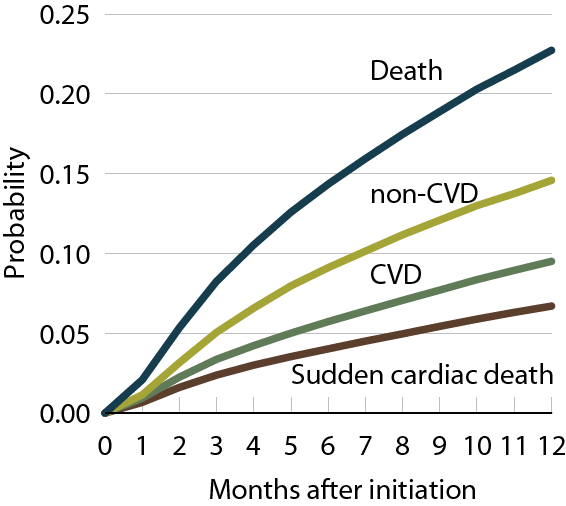 0.25
Death
0.20
0.15
non-CVD
Probability
0.10
CVD
0.05
Sudden cardiac death
0.00
0 1 2 3 4 5 6 7 8 9 10 11 12
Months after initiation